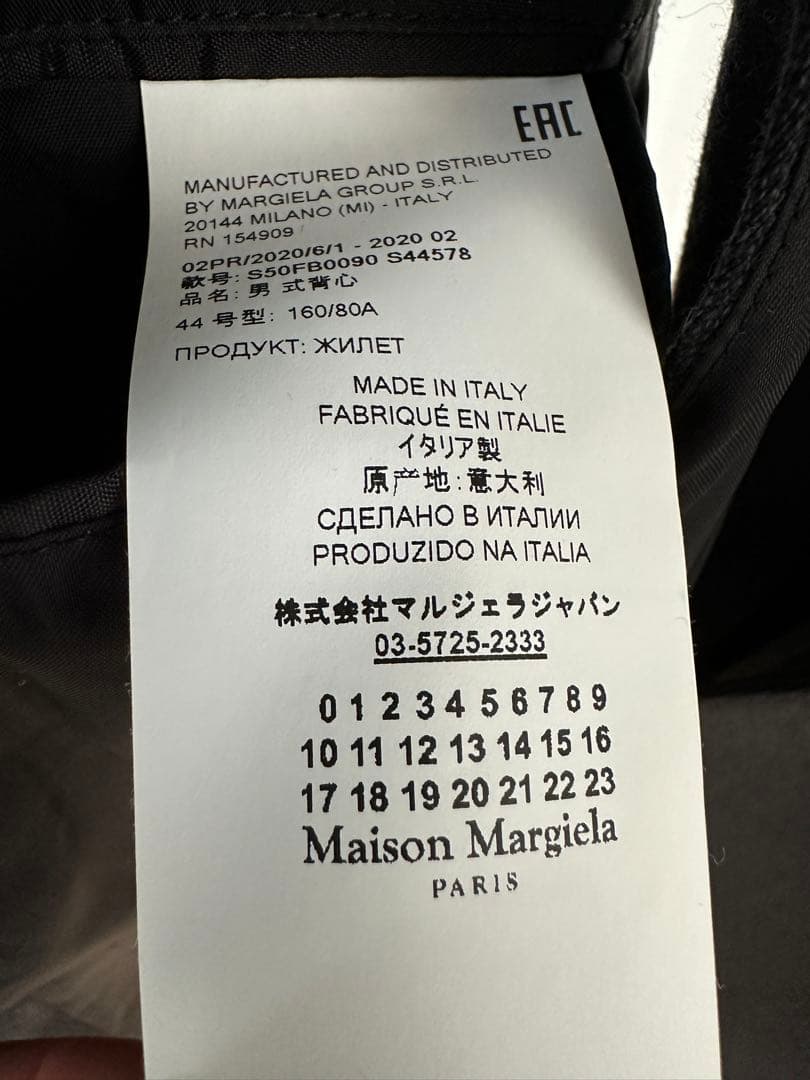 EAC
MANUFACTURED AND DISTRIBUTED
BY MARGIELA GROUP S.R.L.
20144 MILANO (MI) - ITALY
RN 154909
02PR/2020/6/1 - 2020 02
款号: S50FB0090 S44578
品名: 男 式背心
44 号型: 160/80A
ПРОДУКТ: ЖИЛЕТ
MADE IN ITALY
FABRIQUÉ EN ITALIE
イタリア製
原产地:意大利
СДЕЛАНО В ИТАЛИИ
PRODUZIDO NA ITALIA
株式会社マルジェラジャパン
03-5725-2333
0 1 2 3 4 5 6 7 8 9
10 11 12 13 14 15 16
17 18 19 20 21 22 23
Maison Margiela
PARIS